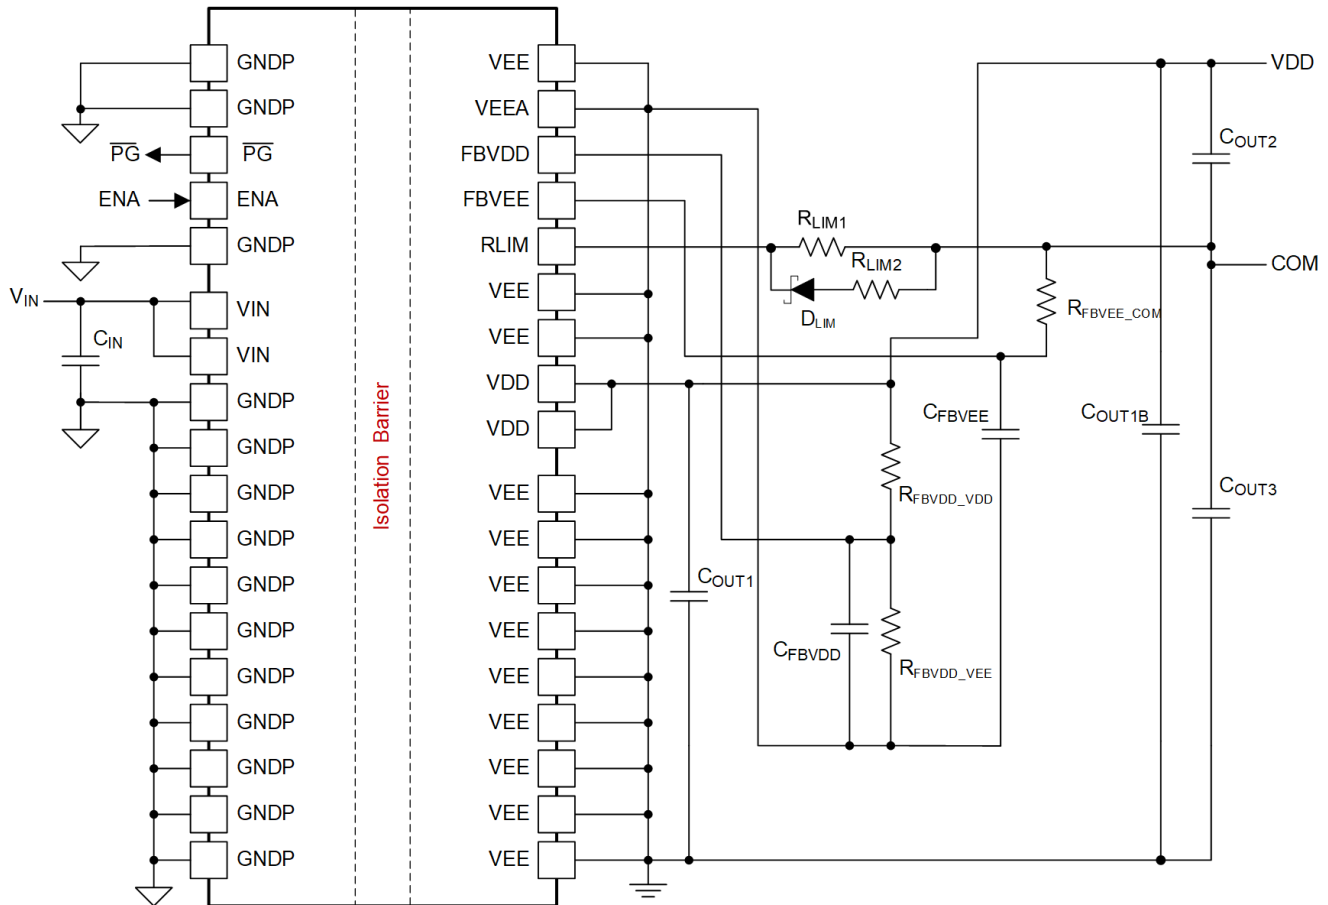 GNDP
VEE
VDD
GNDP
VEEA
COUT2
PG
PG
FBVDD
ENA
ENA
FBVEE
RLIM1
GNDP
RLIM
RLIM2
COM
VIN
VIN
VEE
DLIM
RFBVEE_COM
CIN
VIN
VEE
GNDP
VDD
CFBVEE
COUT1B
GNDP
VDD
Isolation Barrier
GNDP
VEE
RFBVDD_VDD
COUT3
GNDP
VEE
GNDP
VEE
COUT1
GNDP
VEE
CFBVDD
GNDP
VEE
RFBVDD_VEE
GNDP
VEE
GNDP
VEE
GNDP
VEE
GNDP
VEE